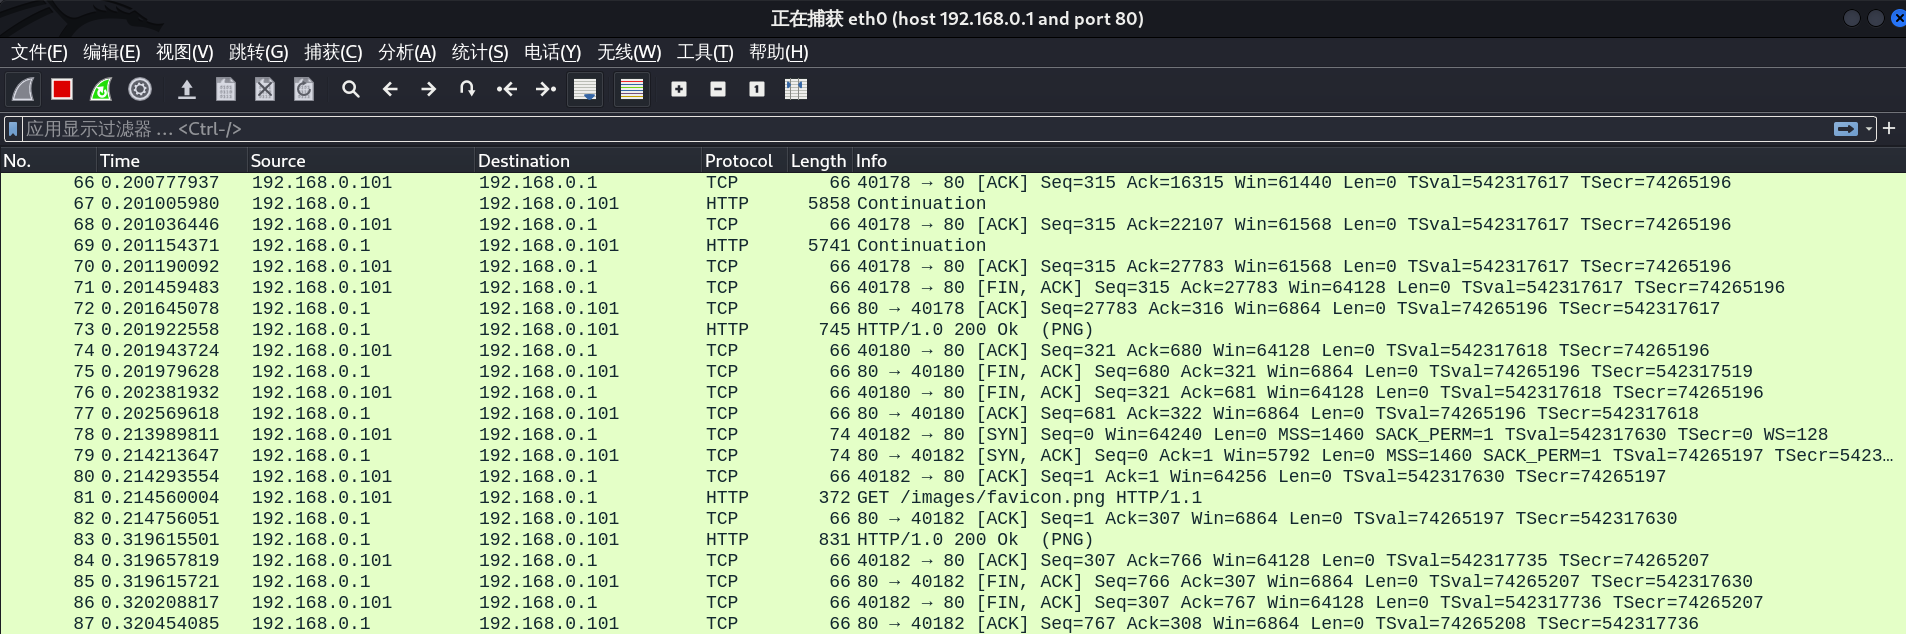 正在捕获 eth0 (host 192.168.0.1 and port 80)
文件(F) 编辑(E) 视图(V) 跳转(G) 捕获(C) 分析(A) 统计(S) 电话(Y) 无线(W) 工具(T) 帮助(H)
应用显示过滤器 … <Ctrl-/>
No. Time Source Destination Protocol Length Info
66 0.200777937 192.168.0.101 192.168.0.1 TCP 66 40178 → 80 [ACK] Seq=315 Ack=16315 Win=61440 Len=0 TSval=542317617 TSecr=74265196
67 0.201005980 192.168.0.1 192.168.0.101 HTTP 5858 Continuation
68 0.201036446 192.168.0.101 192.168.0.1 TCP 66 40178 → 80 [ACK] Seq=315 Ack=22107 Win=61568 Len=0 TSval=542317617 TSecr=74265196
69 0.201154371 192.168.0.1 192.168.0.101 HTTP 5741 Continuation
70 0.201190092 192.168.0.101 192.168.0.1 TCP 66 40178 → 80 [ACK] Seq=315 Ack=27783 Win=61568 Len=0 TSval=542317617 TSecr=74265196
71 0.201459483 192.168.0.101 192.168.0.1 TCP 66 40178 → 80 [FIN, ACK] Seq=315 Ack=27783 Win=64128 Len=0 TSval=542317617 TSecr=74265196
72 0.201645078 192.168.0.1 192.168.0.101 TCP 66 80 → 40178 [ACK] Seq=27783 Ack=316 Win=6864 Len=0 TSval=74265196 TSecr=542317617
73 0.201922558 192.168.0.1 192.168.0.101 HTTP 745 HTTP/1.0 200 Ok  (PNG)
74 0.201943724 192.168.0.101 192.168.0.1 TCP 66 40180 → 80 [ACK] Seq=321 Ack=680 Win=64128 Len=0 TSval=542317618 TSecr=74265196
75 0.201979628 192.168.0.1 192.168.0.101 TCP 66 80 → 40180 [FIN, ACK] Seq=680 Ack=321 Win=6864 Len=0 TSval=74265196 TSecr=542317519
76 0.202381932 192.168.0.101 192.168.0.1 TCP 66 40180 → 80 [FIN, ACK] Seq=321 Ack=681 Win=64128 Len=0 TSval=542317618 TSecr=74265196
77 0.202569618 192.168.0.1 192.168.0.101 TCP 66 80 → 40180 [ACK] Seq=681 Ack=322 Win=6864 Len=0 TSval=74265196 TSecr=542317618
78 0.213989811 192.168.0.101 192.168.0.1 TCP 74 40182 → 80 [SYN] Seq=0 Win=64240 Len=0 MSS=1460 SACK_PERM=1 TSval=542317630 TSecr=0 WS=128
79 0.214213647 192.168.0.1 192.168.0.101 TCP 74 80 → 40182 [SYN, ACK] Seq=0 Ack=1 Win=5792 Len=0 MSS=1460 SACK_PERM=1 TSval=74265197 TSecr=5423…
80 0.214293554 192.168.0.101 192.168.0.1 TCP 66 40182 → 80 [ACK] Seq=1 Ack=1 Win=64256 Len=0 TSval=542317630 TSecr=74265197
81 0.214560004 192.168.0.101 192.168.0.1 HTTP 372 GET /images/favicon.png HTTP/1.1
82 0.214756051 192.168.0.1 192.168.0.101 TCP 66 80 → 40182 [ACK] Seq=1 Ack=307 Win=6864 Len=0 TSval=74265197 TSecr=542317630
83 0.319615501 192.168.0.1 192.168.0.101 HTTP 831 HTTP/1.0 200 Ok  (PNG)
84 0.319657819 192.168.0.101 192.168.0.1 TCP 66 40182 → 80 [ACK] Seq=307 Ack=766 Win=64128 Len=0 TSval=542317735 TSecr=74265207
85 0.319615721 192.168.0.1 192.168.0.101 TCP 66 80 → 40182 [FIN, ACK] Seq=766 Ack=307 Win=6864 Len=0 TSval=74265207 TSecr=542317630
86 0.320208817 192.168.0.101 192.168.0.1 TCP 66 40182 → 80 [FIN, ACK] Seq=307 Ack=767 Win=64128 Len=0 TSval=542317736 TSecr=74265207
87 0.320454085 192.168.0.1 192.168.0.101 TCP 66 80 → 40182 [ACK] Seq=767 Ack=308 Win=6864 Len=0 TSval=74265208 TSecr=542317736